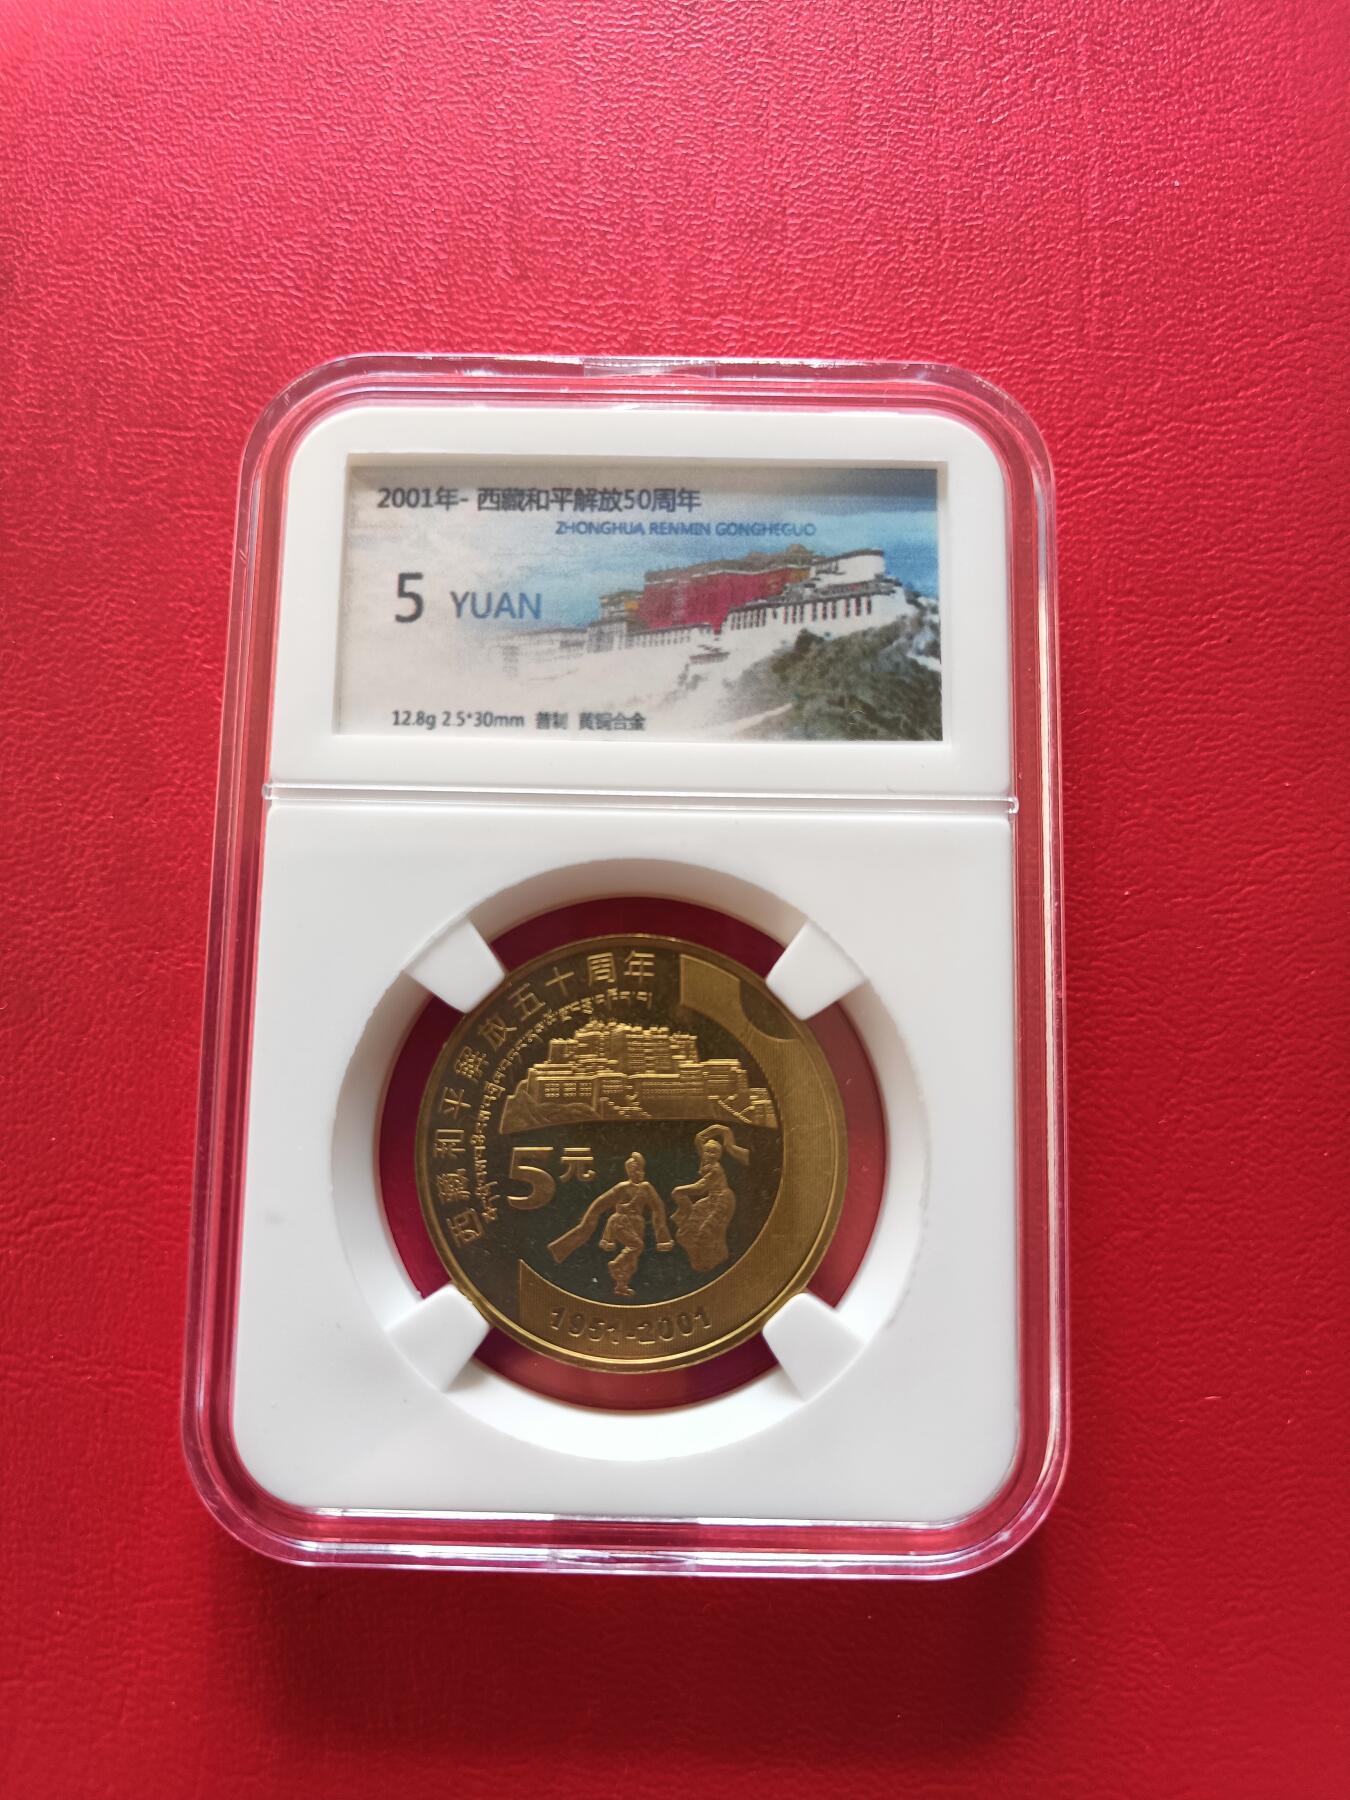 2001年- 西藏和平解放50周年
ZHONGHUA RENMIN GONGHEGUO
5 YUAN
12.8g 2.5*30mm 普制 黄铜合金
西藏和平解放五十周年
5元
1951-2001